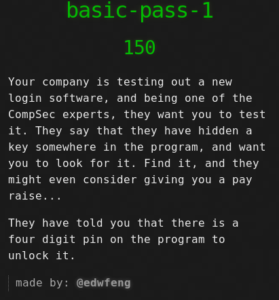 basic-pass-1
150
Your company is testing out a new
login software, and being one of the
CompSec experts, they want you to test
it. They say that they have hidden a
key somewhere in the program, and want
you to look for it. Find it, and they
might even consider giving you a pay
raise...
They have told you that there is a
four digit pin on the program to
unlock it.
made by: @edwfeng